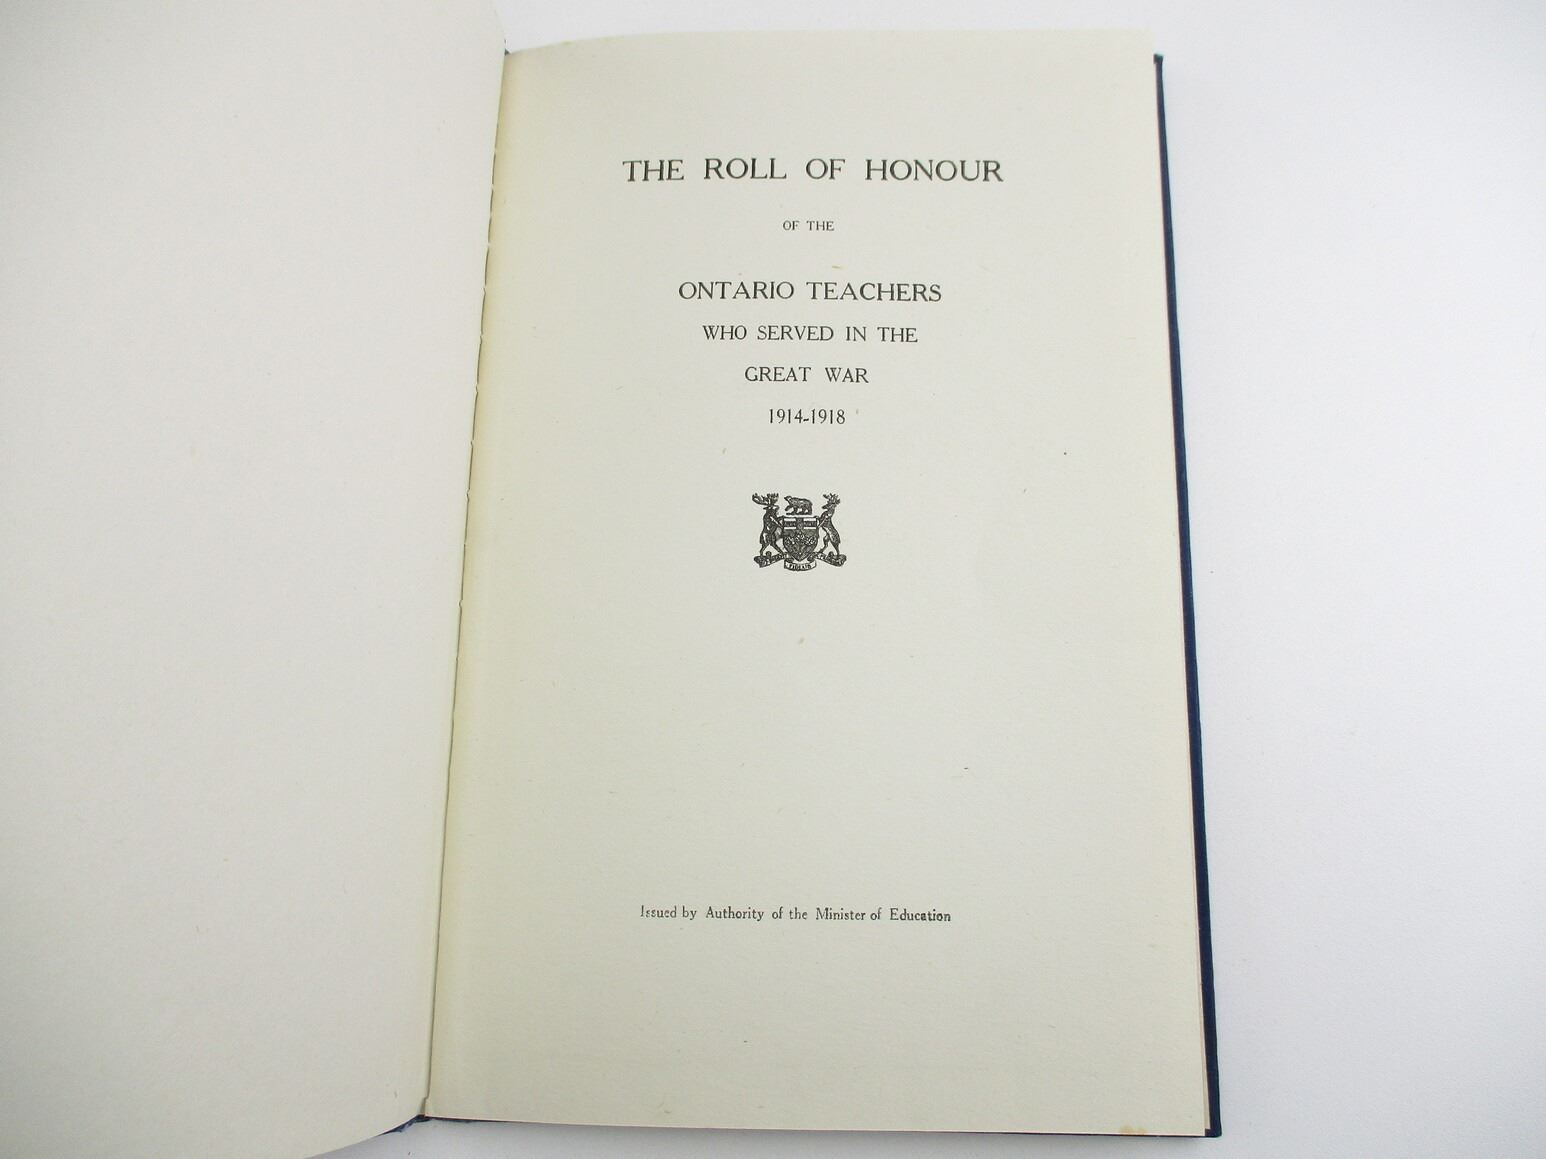 THE ROLL OF HONOUR
OF THE
ONTARIO TEACHERS
WHO SERVED IN THE
GREAT WAR
1914-1918
Issued by Authority of the Minister of Education